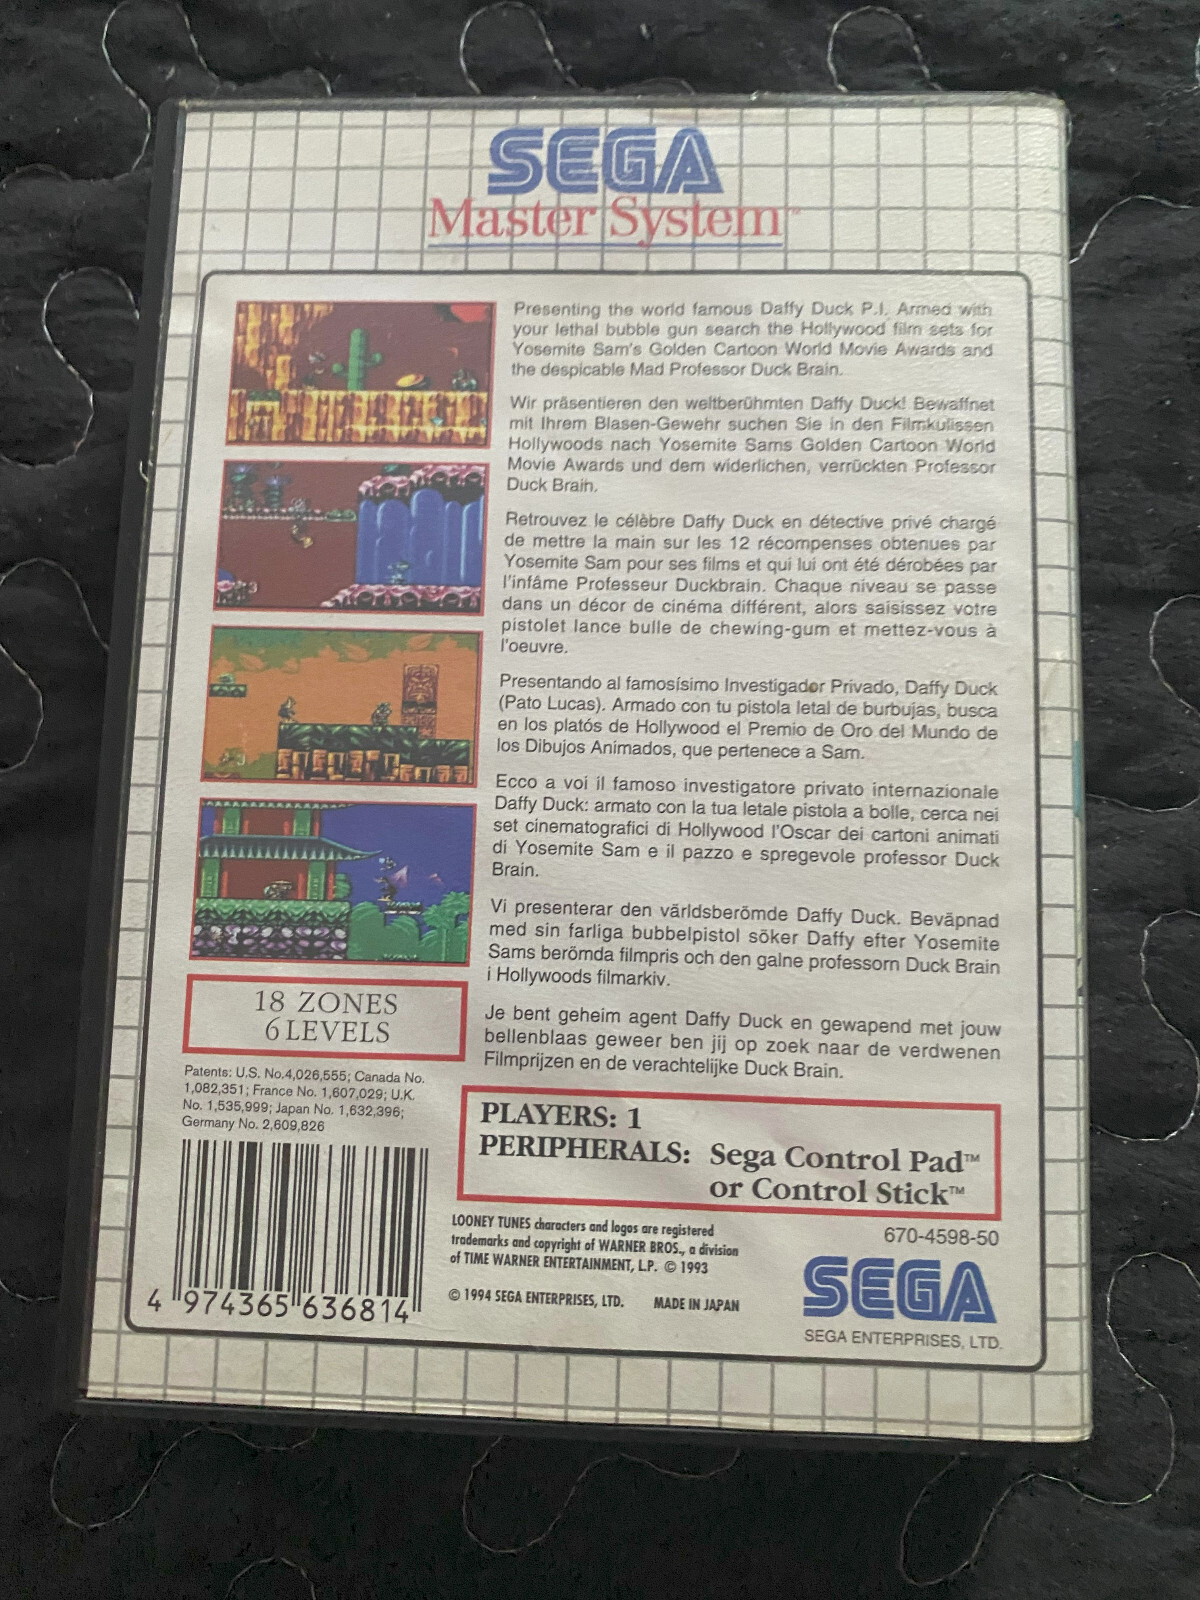 SEGA
Master System™
Presenting the world famous Daffy Duck P.I. Armed with
your lethal bubble gun search the Hollywood film sets for
Yosemite Sam's Golden Cartoon World Movie Awards and
the despicable Mad Professor Duck Brain.
Wir präsentieren den weltberühmten Daffy Duck! Bewaffnet
mit Ihrem Blasen-Gewehr suchen Sie in den Filmkulissen
Hollywoods nach Yosemite Sams Golden Cartoon World
Movie Awards und dem widerlichen, verrückten Professor
Duck Brain.
Retrouvez le célèbre Daffy Duck en détective privé chargé
de mettre la main sur les 12 récompenses obtenues par
Yosemite Sam pour ses films et qui lui ont été dérobées par
l'infâme Professeur Duckbrain. Chaque niveau se passe
dans un décor de cinéma différent, alors saisissez votre
pistolet lance bulle de chewing-gum et mettez-vous à
l'oeuvre.
Presentando al famosísimo Investigador Privado, Daffy Duck
(Pato Lucas). Armado con tu pistola letal de burbujas, busca
en los platós de Hollywood el Premio de Oro del Mundo de
los Dibujos Animados, que pertenece a Sam.
Ecco a voi il famoso investigatore privato internazionale
Daffy Duck: armato con la tua letale pistola a bolle, cerca nei
set cinematografici di Hollywood l'Oscar dei cartoni animati
di Yosemite Sam e il pazzo e spregevole professor Duck
Brain.
Vi presenterar den världsberömde Daffy Duck. Beväpnad
med sin farliga bubbelpistol söker Daffy efter Yosemite
Sams berömda filmpris och den galne professorn Duck Brain
i Hollywoods filmarkiv.
Je bent geheim agent Daffy Duck en gewapend met jouw
bellenblaas geweer ben jij op zoek naar de verdwenen
Filmprijzen en de verachtelijke Duck Brain.
18 ZONES
6 LEVELS
Patents: U.S. No.4,026,555; Canada No.
1,082,351; France No. 1,607,029; U.K.
No. 1,535,999; Japan No. 1,632,396;
Germany No. 2,609,826
PLAYERS: 1
PERIPHERALS: Sega Control Pad™
or Control Stick™
4 974365 636814
LOONEY TUNES characters and logos are registered
trademarks and copyright of WARNER BROS., a division
of TIME WARNER ENTERTAINMENT, L.P. © 1993
© 1994 SEGA ENTERPRISES, LTD. MADE IN JAPAN
670-4598-50
SEGA
SEGA ENTERPRISES, LTD.